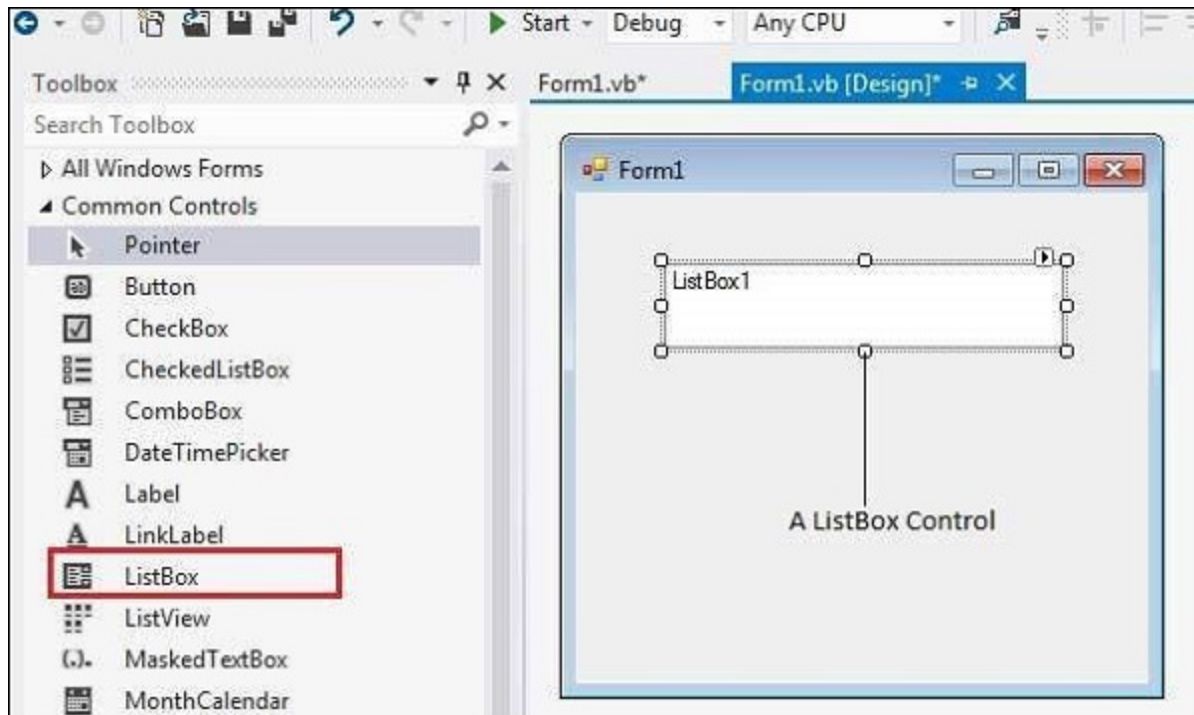 Start Debug Any CPU
Toolbox
Form1.vb*
Form1.vb [Design]*
Search Toolbox
All Windows Forms
Common Controls
Pointer
Button
CheckBox
CheckedListBox
ComboBox
DateTimePicker
Label
LinkLabel
ListBox
ListView
MaskedTextBox
MonthCalendar
Form1
ListBox1
A ListBox Control